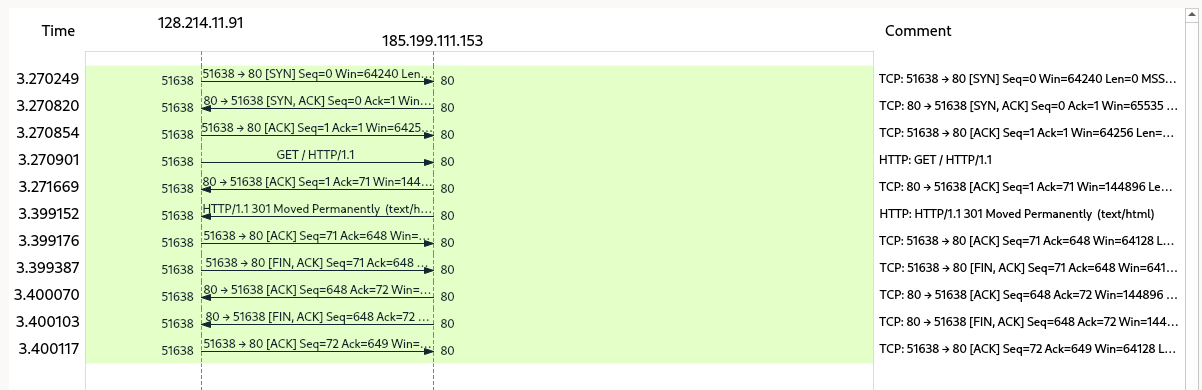 128.214.11.91
Time
185.199.111.153
Comment
3.270249 51638 51638 → 80 [SYN] Seq=0 Win=64240 Len… 80 TCP: 51638 → 80 [SYN] Seq=0 Win=64240 Len=0 MSS…
3.270820 51638 80 → 51638 [SYN, ACK] Seq=0 Ack=1 Win… 80 TCP: 80 → 51638 [SYN, ACK] Seq=0 Ack=1 Win=65535 …
3.270854 51638 51638 → 80 [ACK] Seq=1 Ack=1 Win=6425… 80 TCP: 51638 → 80 [ACK] Seq=1 Ack=1 Win=64256 Len=…
3.270901 51638 GET / HTTP/1.1 80 HTTP: GET / HTTP/1.1
3.271669 51638 80 → 51638 [ACK] Seq=1 Ack=71 Win=144… 80 TCP: 80 → 51638 [ACK] Seq=1 Ack=71 Win=144896 Le…
3.399152 51638 HTTP/1.1 301 Moved Permanently (text/h… 80 HTTP: HTTP/1.1 301 Moved Permanently (text/html)
3.399176 51638 51638 → 80 [ACK] Seq=71 Ack=648 Win=… 80 TCP: 51638 → 80 [ACK] Seq=71 Ack=648 Win=64128 L…
3.399387 51638 51638 → 80 [FIN, ACK] Seq=71 Ack=648 … 80 TCP: 51638 → 80 [FIN, ACK] Seq=71 Ack=648 Win=641…
3.400070 51638 80 → 51638 [ACK] Seq=648 Ack=72 Win=… 80 TCP: 80 → 51638 [ACK] Seq=648 Ack=72 Win=144896 …
3.400103 51638 80 → 51638 [FIN, ACK] Seq=648 Ack=72 … 80 TCP: 80 → 51638 [FIN, ACK] Seq=648 Ack=72 Win=144…
3.400117 51638 51638 → 80 [ACK] Seq=72 Ack=649 Win=… 80 TCP: 51638 → 80 [ACK] Seq=72 Ack=649 Win=64128 L…